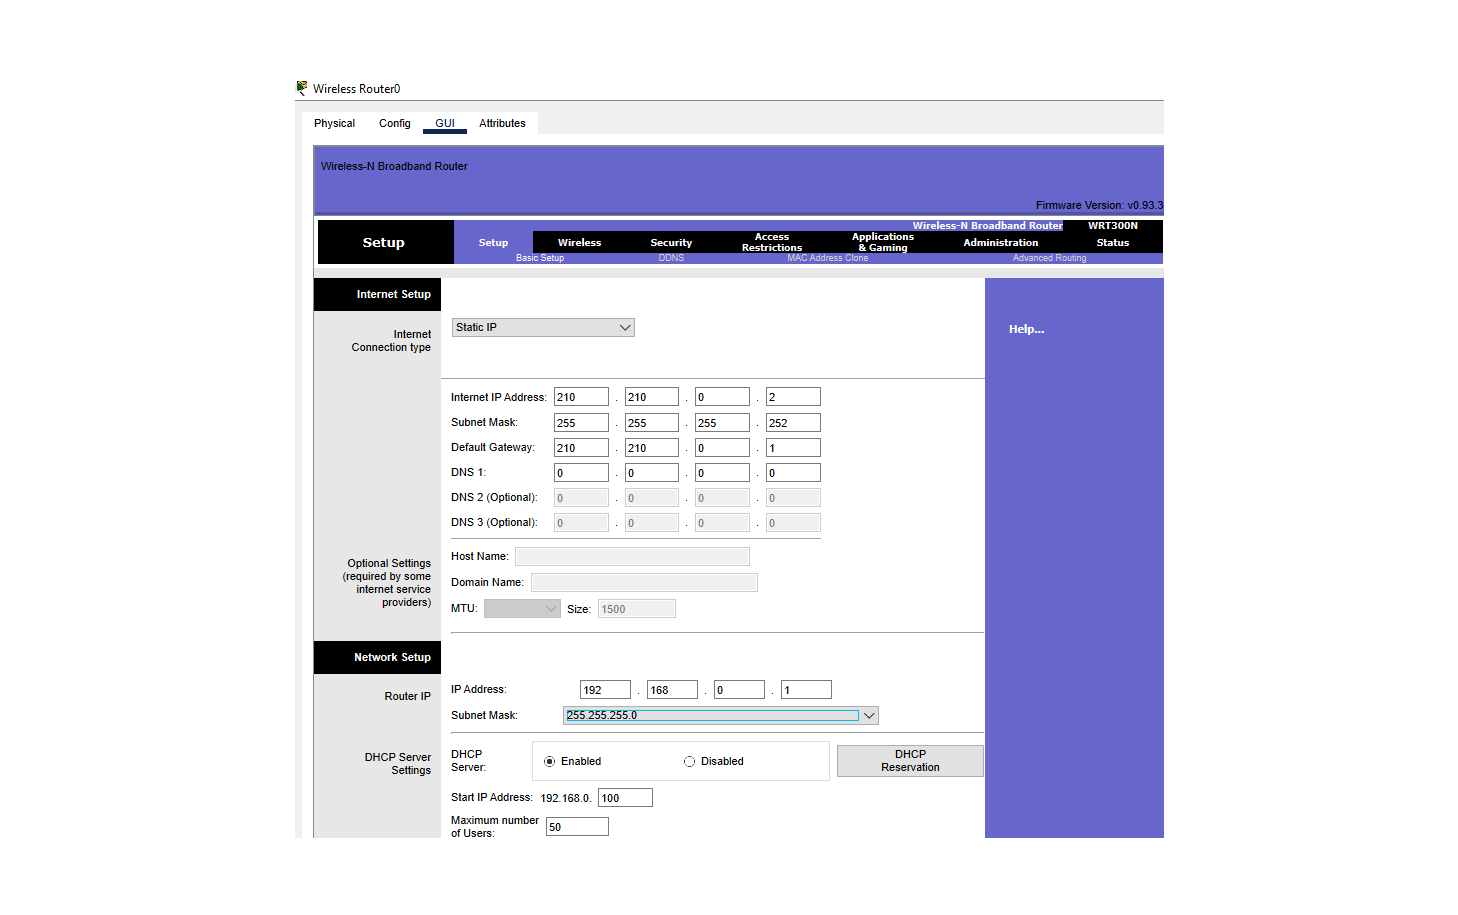 Wireless Router0
Physical Config GUI Attributes
Wireless-N Broadband Router
Firmware Version: v0.93.3
Wireless-N Broadband Router WRT300N
Setup
Setup Wireless Security Access Restrictions Applications & Gaming Administration Status
Basic Setup DDNS MAC Address Clone Advanced Routing
Internet Setup
Internet
Connection type
Static IP
Help...
Internet IP Address: 210 . 210 . 0 . 2
Subnet Mask: 255 . 255 . 255 . 252
Default Gateway: 210 . 210 . 0 . 1
DNS 1: 0 . 0 . 0 . 0
DNS 2 (Optional): 0 . 0 . 0 . 0
DNS 3 (Optional): 0 . 0 . 0 . 0
Optional Settings
(required by some
internet service
providers)
Host Name:
Domain Name:
MTU: Size: 1500
Network Setup
Router IP
IP Address: 192 . 168 . 0 . 1
Subnet Mask: 255.255.255.0
DHCP Server
Settings
DHCP
Server:
Enabled Disabled
DHCP
Reservation
Start IP Address: 192.168.0. 100
Maximum number
of Users: 50